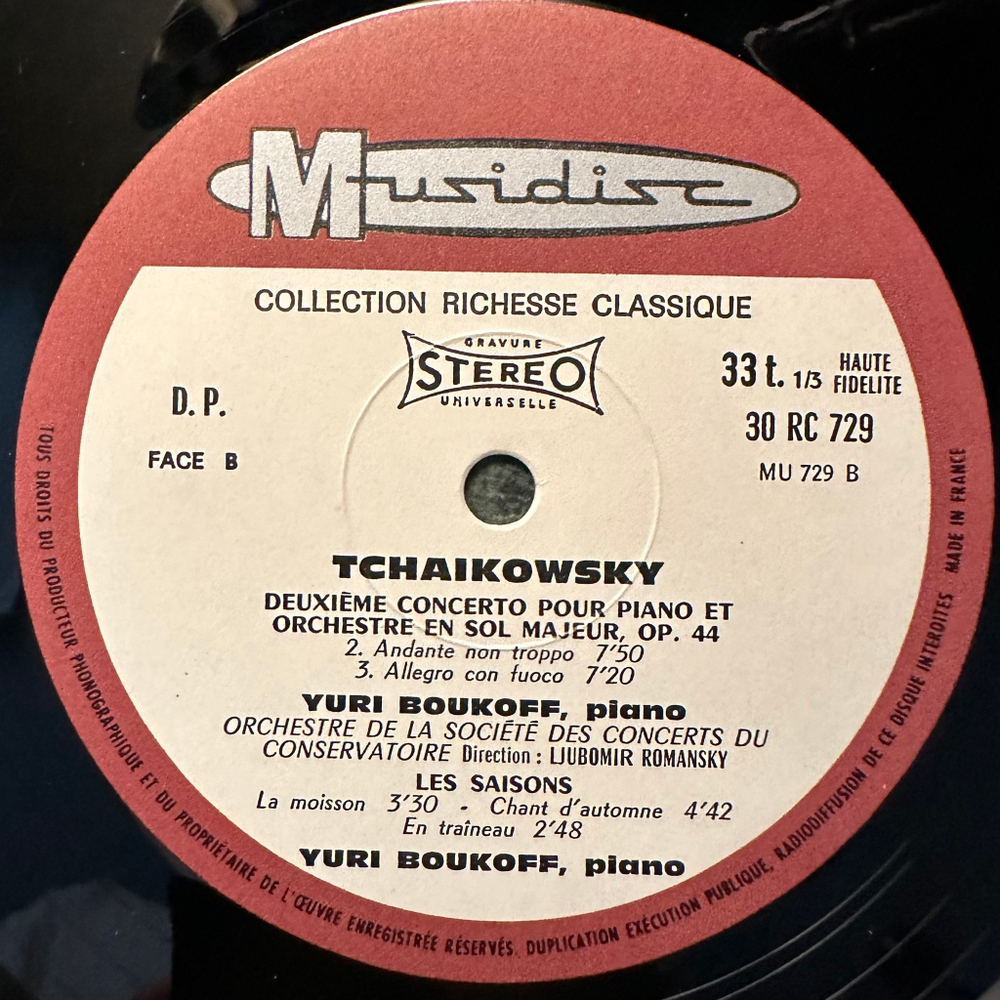 Musidisc
COLLECTION RICHESSE CLASSIQUE
GRAVURE
STEREO
UNIVERSELLE
D. P.
FACE B
33 t. 1/3 HAUTE FIDELITE
30 RC 729
MU 729 B
TCHAIKOWSKY
DEUXIÈME CONCERTO POUR PIANO ET
ORCHESTRE EN SOL MAJEUR, OP. 44
2. Andante non troppo 7'50
3. Allegro con fuoco 7'20
YURI BOUKOFF, piano
ORCHESTRE DE LA SOCIÉTÉ DES CONCERTS DU
CONSERVATOIRE Direction : LJUBOMIR ROMANSKY
LES SAISONS
La moisson 3'30 - Chant d'automne 4'42
En traîneau 2'48
YURI BOUKOFF, piano
TOUS DROITS DU PRODUCTEUR PHONOGRAPHIQUE ET DU PROPRIÉTAIRE DE L'ŒUVRE ENREGISTRÉE RÉSERVÉS. DUPLICATION EXÉCUTION PUBLIQUE, RADIODIFFUSION DE CE DISQUE INTERDITES · MADE IN FRANCE